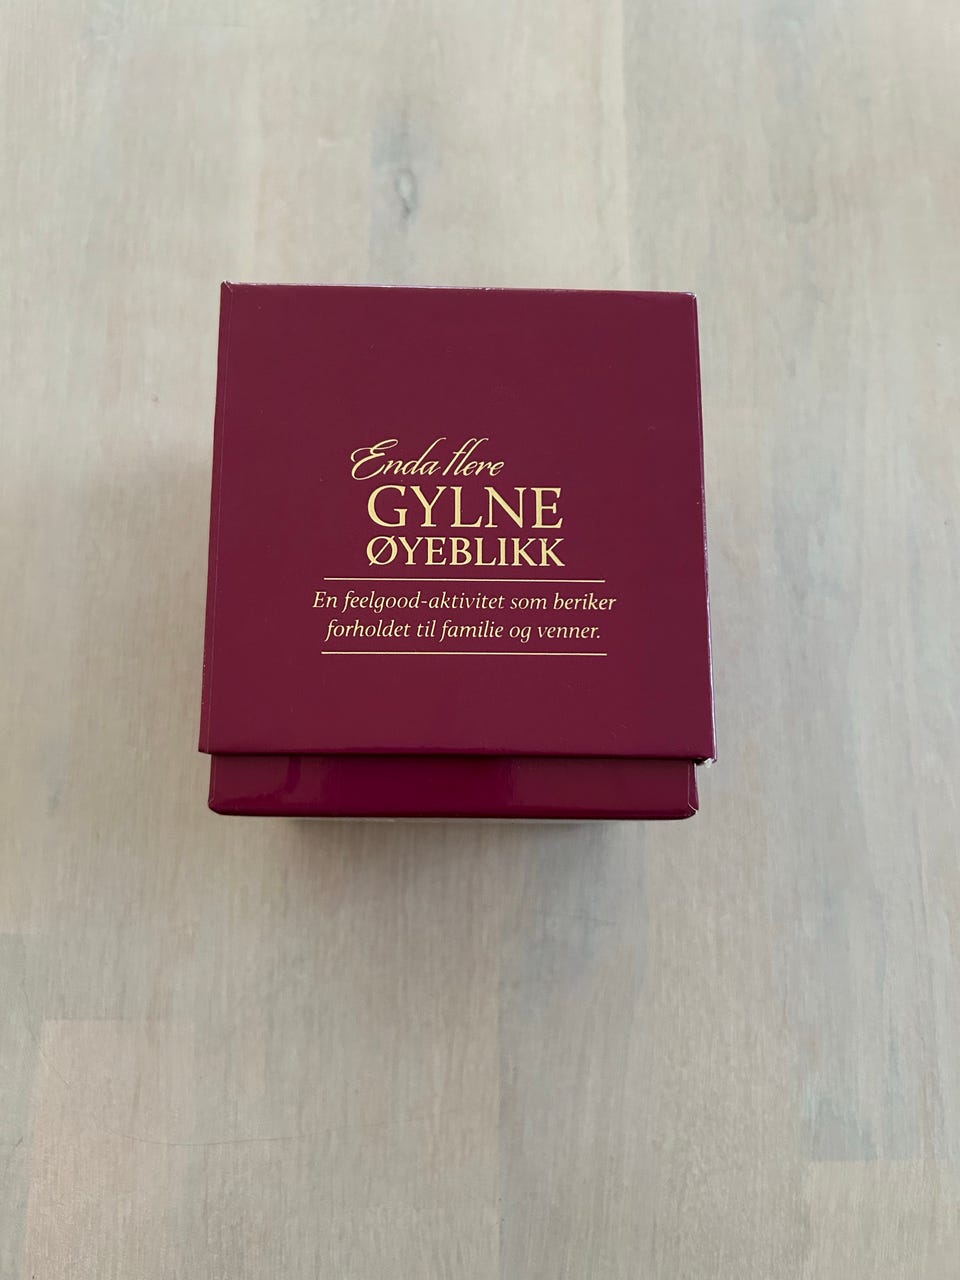 Enda flere
GYLNE
ØYEBLIKK
En feelgood-aktivitet som beriker
forholdet til familie og venner.